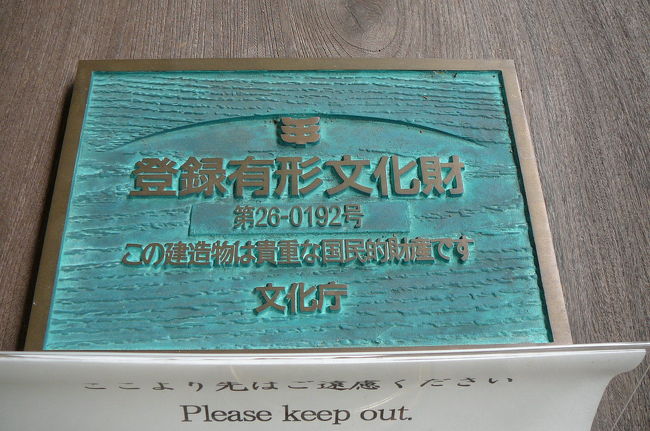 登録有形文化財
第26-0192号
この建造物は貴重な国民的財産です
文化庁
ここより先はご遠慮ください
Please keep out.